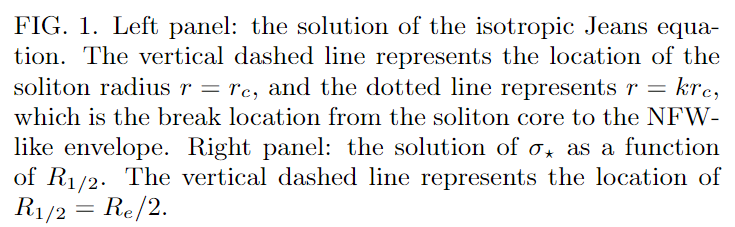 FIG. 1. Left panel: the solution of the isotropic Jeans equa-
tion. The vertical dashed line represents the location of the
soliton radius r = r_c, and the dotted line represents r = kr_c,
which is the break location from the soliton core to the NFW-
like envelope. Right panel: the solution of σ_⋆ as a function
of R_{1/2}. The vertical dashed line represents the location of
R_{1/2} = R_e/2.